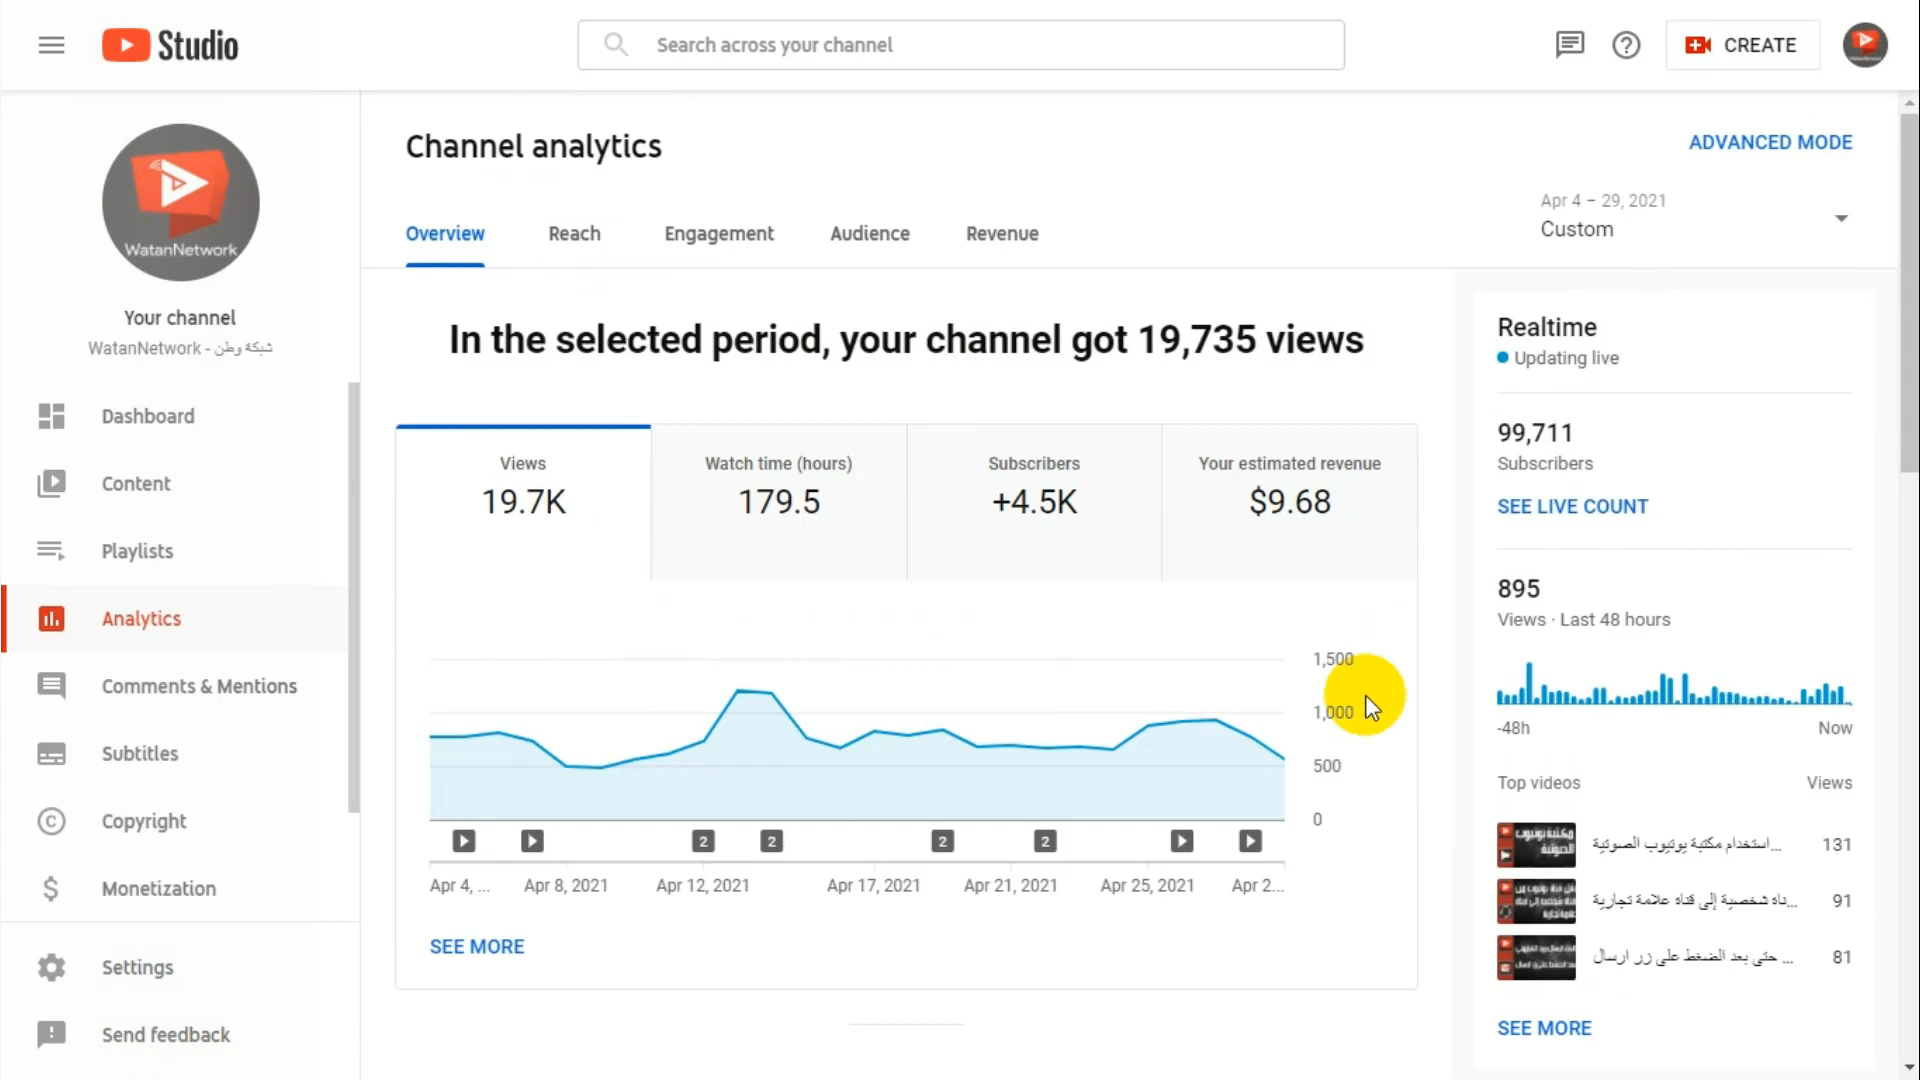 Studio
Search across your channel
CREATE
WatanNetwork
Your channel
WatanNetwork - شبكة وطن
Dashboard
Content
Playlists
Analytics
Comments & Mentions
Subtitles
Copyright
Monetization
Settings
Send feedback
Channel analytics
ADVANCED MODE
Overview
Reach
Engagement
Audience
Revenue
Apr 4 – 29, 2021
Custom
In the selected period, your channel got 19,735 views
Views
19.7K
Watch time (hours)
179.5
Subscribers
+4.5K
Your estimated revenue
$9.68
1,500
1,000
500
0
2
2
2
2
Apr 4, ...
Apr 8, 2021
Apr 12, 2021
Apr 17, 2021
Apr 21, 2021
Apr 25, 2021
Apr 2...
SEE MORE
Realtime
Updating live
99,711
Subscribers
SEE LIVE COUNT
895
Views · Last 48 hours
-48h
Now
Top videos
Views
مكتبة يوتيوب
الصوتية
استخدام مكتبة يوتيوب الصوتية...
131
...ناة شخصية إلى قناة علامة تجارية
91
... حتى بعد الضغط على زر ارسال
81
SEE MORE